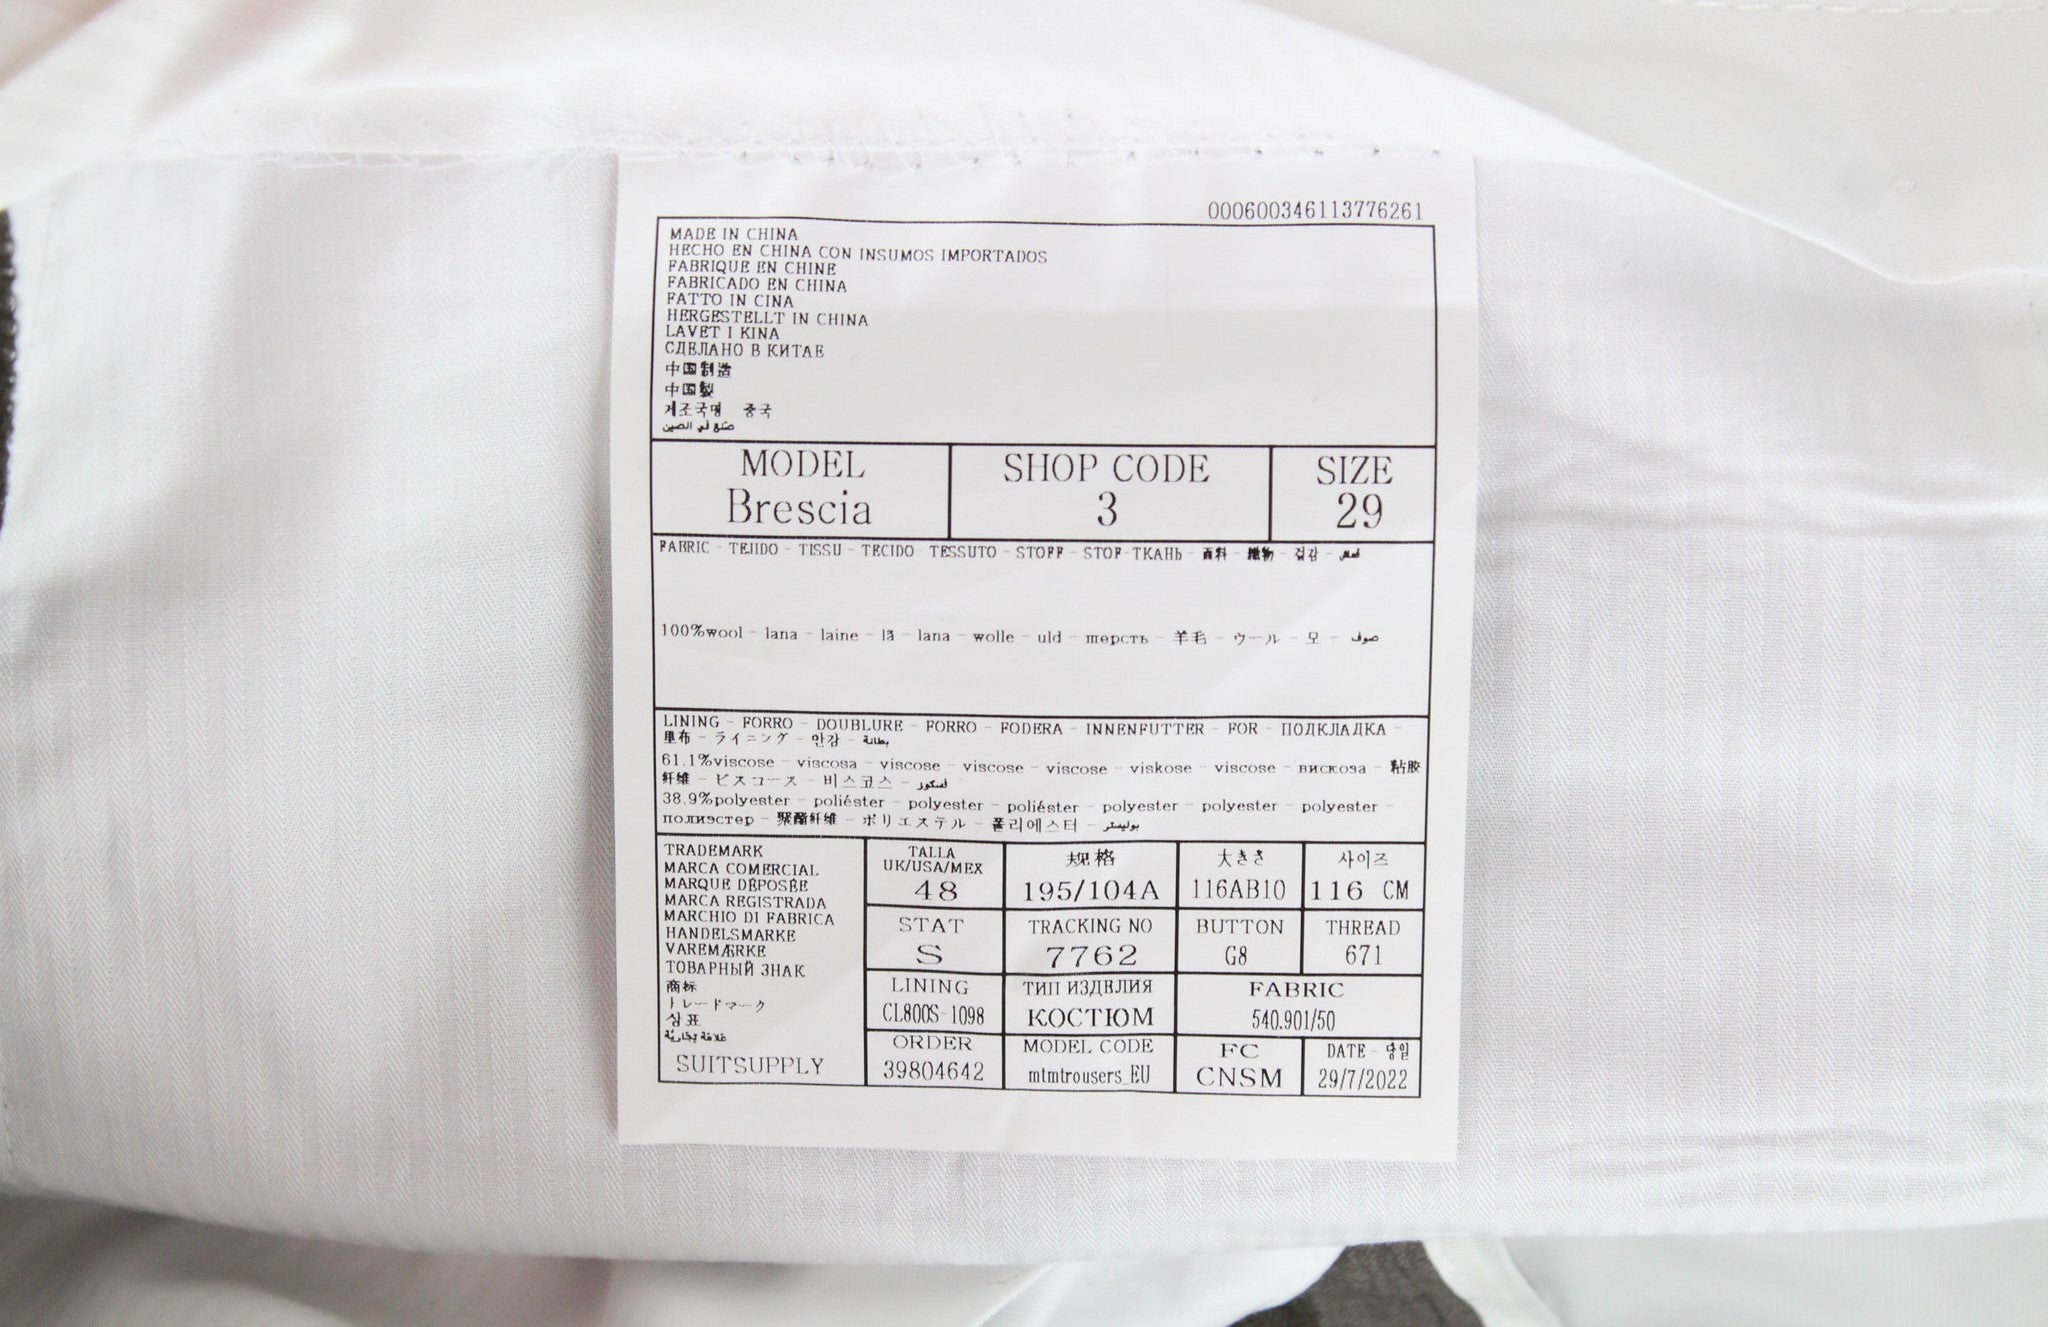 000600346113776261
MADE IN CHINA
HECHO EN CHINA CON INSUMOS IMPORTADOS
FABRIQUE EN CHINE
FABRICADO EN CHINA
FATTO IN CINA
HERGESTELLT IN CHINA
LAVET I KINA
СДЕЛАНО В КИТАЕ
中国制造
中国製
제조국명 중국
صنع في الصين
MODEL SHOP CODE SIZE
Brescia 3 29
FABRIC - TEJIDO - TISSU - TECIDO - TESSUTO - STOFF - STOF - ТКАНЬ - 面料 - 織物 - 겉감 -
100%wool - lana - laine - lã - lana - wolle - uld - шерсть - 羊毛 - ウール - 모 - صوف
LINING - FORRO - DOUBLURE - FORRO - FODERA - INNENFUTTER - FOR - ПОДКЛАДКА -
里布 - ライニング - 안감 - بطانة
61.1%viscose - viscosa - viscose - viscose - viscose - viskose - viscose - вискоза - 粘胶
纤维 - ビスコース - 비스코스 -
38.9%polyester - poliéster - polyester - poliéster - polyester - polyester - polyester -
полиэстер - 聚酯纤维 - ポリエステル - 폴리에스터 - بوليستر
TRADEMARK
MARCA COMERCIAL
MARQUE DÉPOSÉE
MARCA REGISTRADA
MARCHIO DI FABRICA
HANDELSMARKE
VAREMÆRKE
ТОВАРНЫЙ ЗНАК
商标
トレードマーク
상표
علامة تجارية
SUITSUPPLY
TALLA 规格 大きさ 사이즈
UK/USA/MEX
48 195/104A 116AB10 116 CM
STAT TRACKING NO BUTTON THREAD
S 7762 G8 671
LINING ТИП ИЗДЕЛИЯ FABRIC
CL800S-1098 КОСТЮМ 540.901/50
ORDER MODEL CODE FC DATE -
39804642 mtmtrousers_EU CNSM 29/7/2022